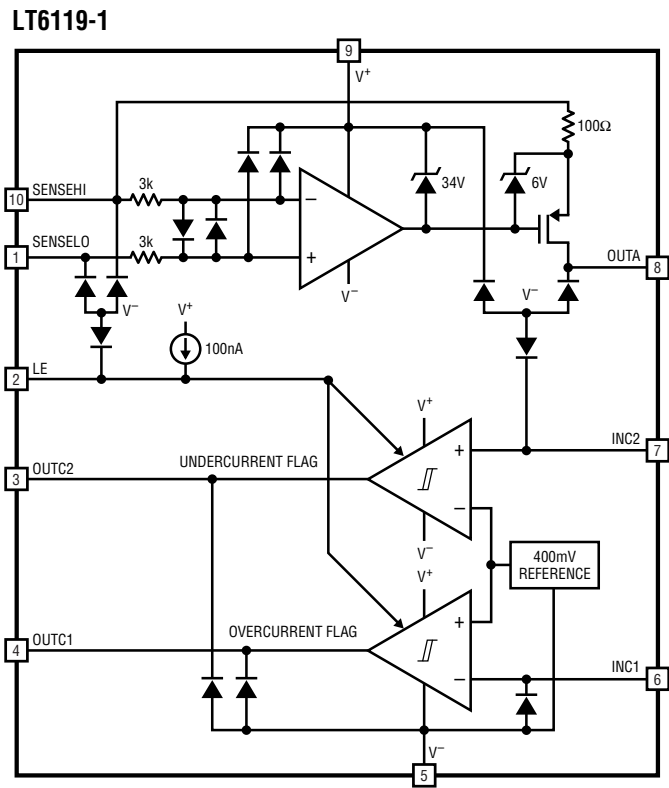 LT6119-1
9
V+
100Ω
34V
6V
10
SENSEHI
3k
−
1
SENSELO
3k
+
V−
OUTA
8
V−
V−
V+
100nA
2
LE
V+
INC2
7
3
OUTC2
UNDERCURRENT FLAG
+
−
V−
400mV
REFERENCE
V+
4
OUTC1
OVERCURRENT FLAG
+
−
INC1
6
V−
5